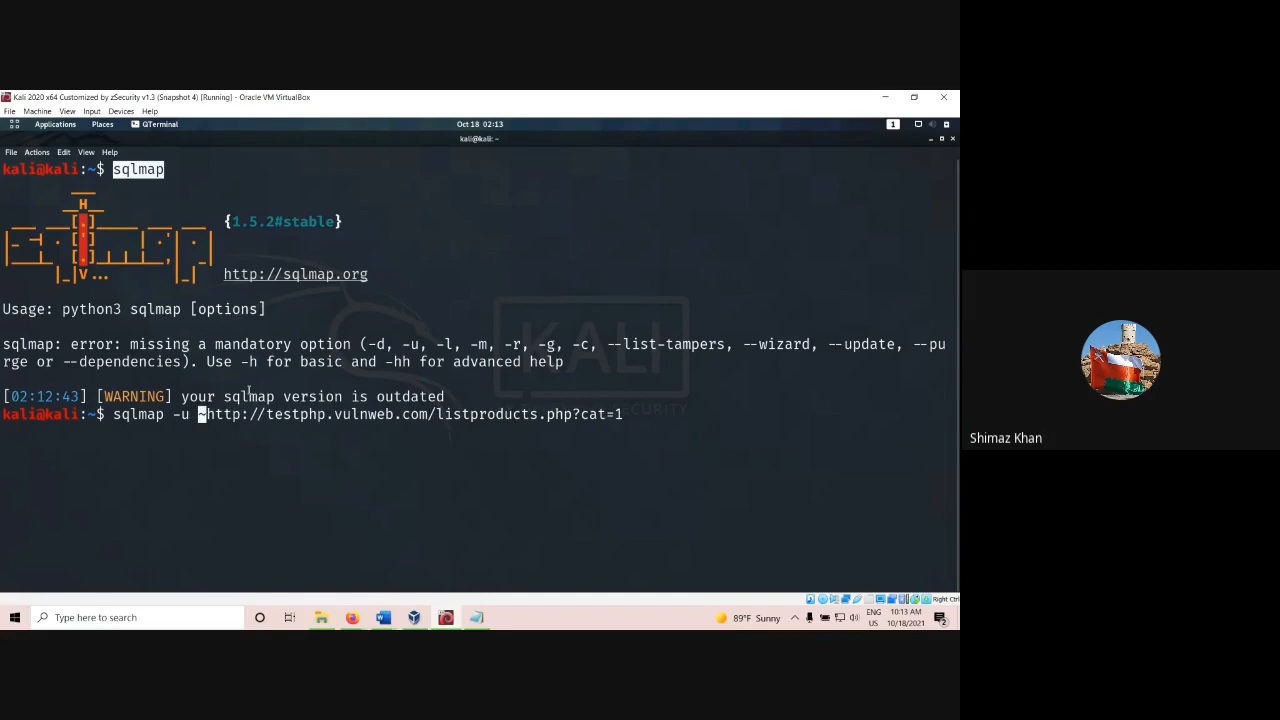 Kali 2020 x64 Customized by zSecurity v1.3 (Snapshot 4) [Running] - Oracle VM VirtualBox
File Machine View Input Devices Help
Applications Places QTerminal Oct 18 02:13 1
kali@kali: ~
File Actions Edit View Help
kali@kali:~$ sqlmap
{1.5.2#stable}
http://sqlmap.org
Usage: python3 sqlmap [options]
sqlmap: error: missing a mandatory option (-d, -u, -l, -m, -r, -g, -c, --list-tampers, --wizard, --update, --pu
rge or --dependencies). Use -h for basic and -hh for advanced help
[02:12:43] [WARNING] your sqlmap version is outdated
kali@kali:~$ sqlmap -u ~http://testphp.vulnweb.com/listproducts.php?cat=1
KALI
Shimaz Khan
Right Ctrl
Type here to search
89°F Sunny
ENG
US
10:13 AM
10/18/2021
2